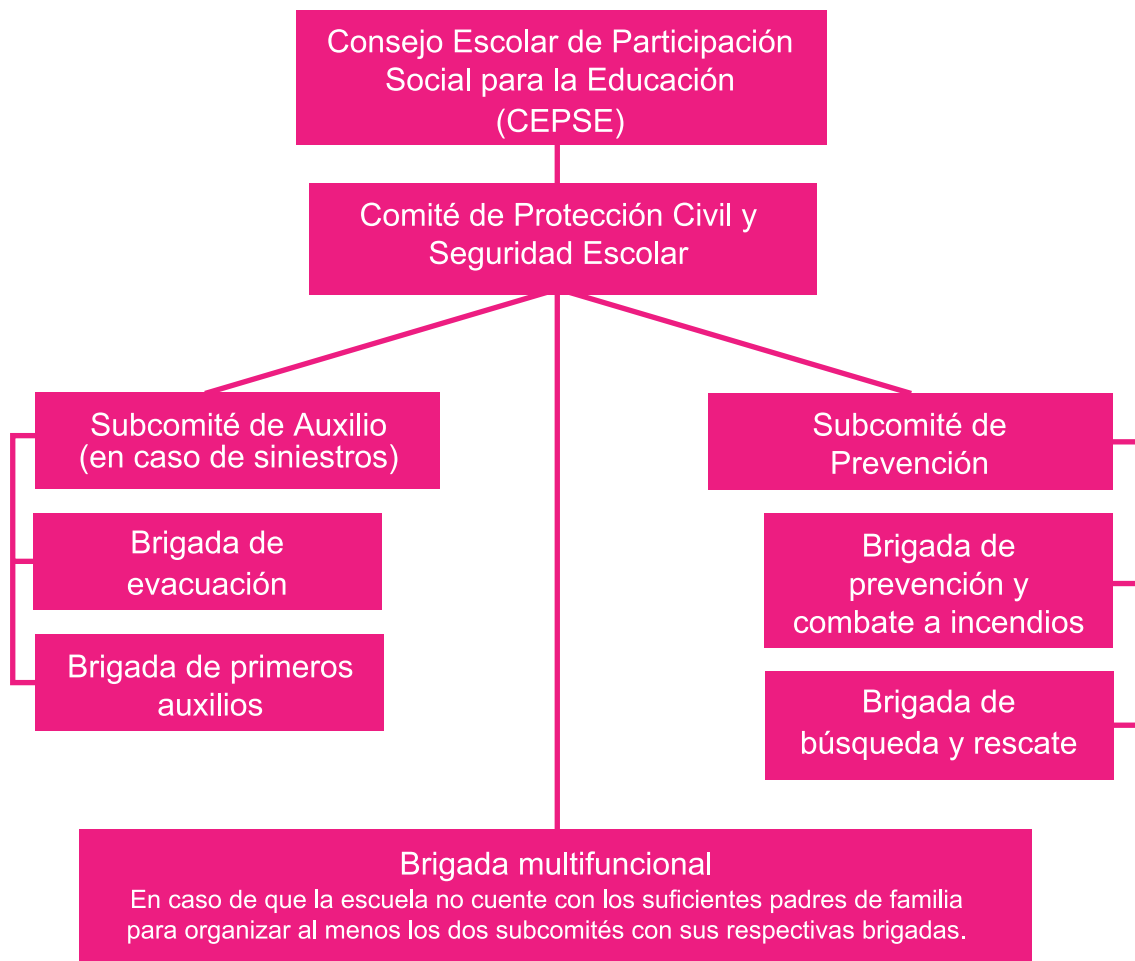 Consejo Escolar de Participación
Social para la Educación
(CEPSE)
Comité de Protección Civil y
Seguridad Escolar
Subcomité de Auxilio
(en caso de siniestros)
Brigada de
evacuación
Brigada de primeros
auxilios
Subcomité de
Prevención
Brigada de
prevención y
combate a incendios
Brigada de
búsqueda y rescate
Brigada multifuncional
En caso de que la escuela no cuente con los suficientes padres de familia
para organizar al menos los dos subcomités con sus respectivas brigadas.